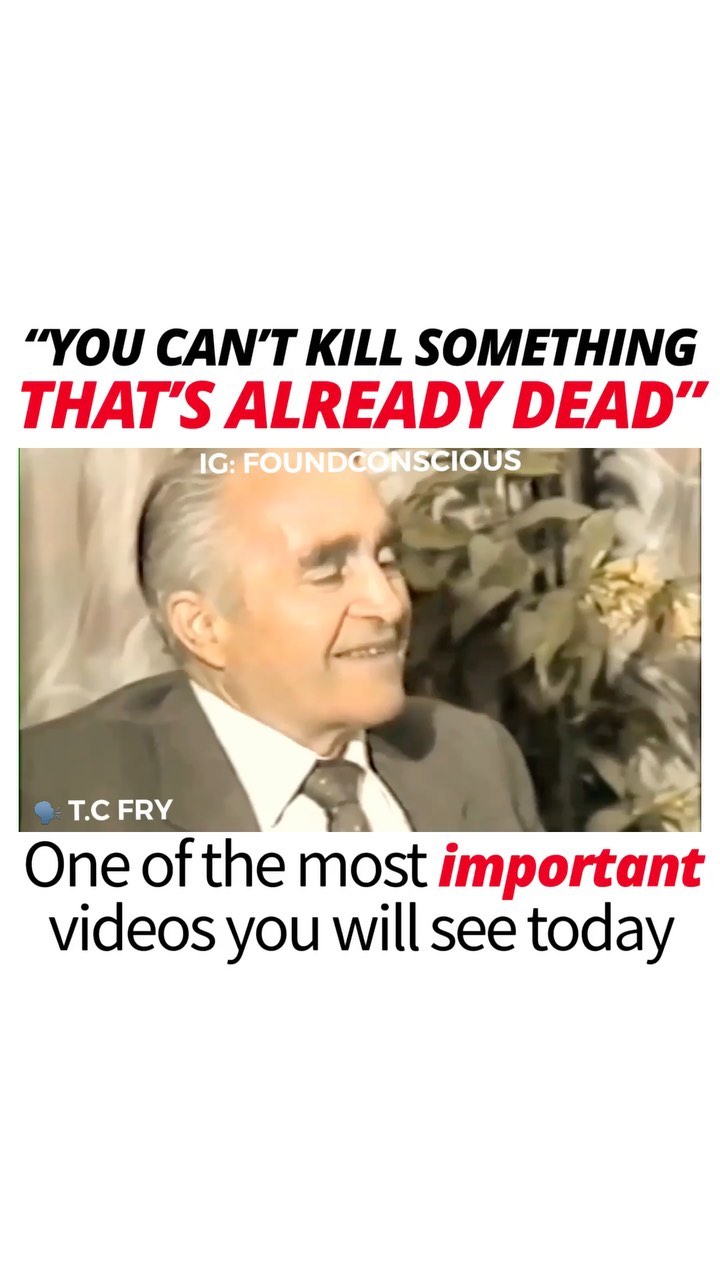 “YOU CAN’T KILL SOMETHING
THAT’S ALREADY DEAD”
IG: FOUNDCONSCIOUS
T.C FRY
One of the most important
videos you will see today